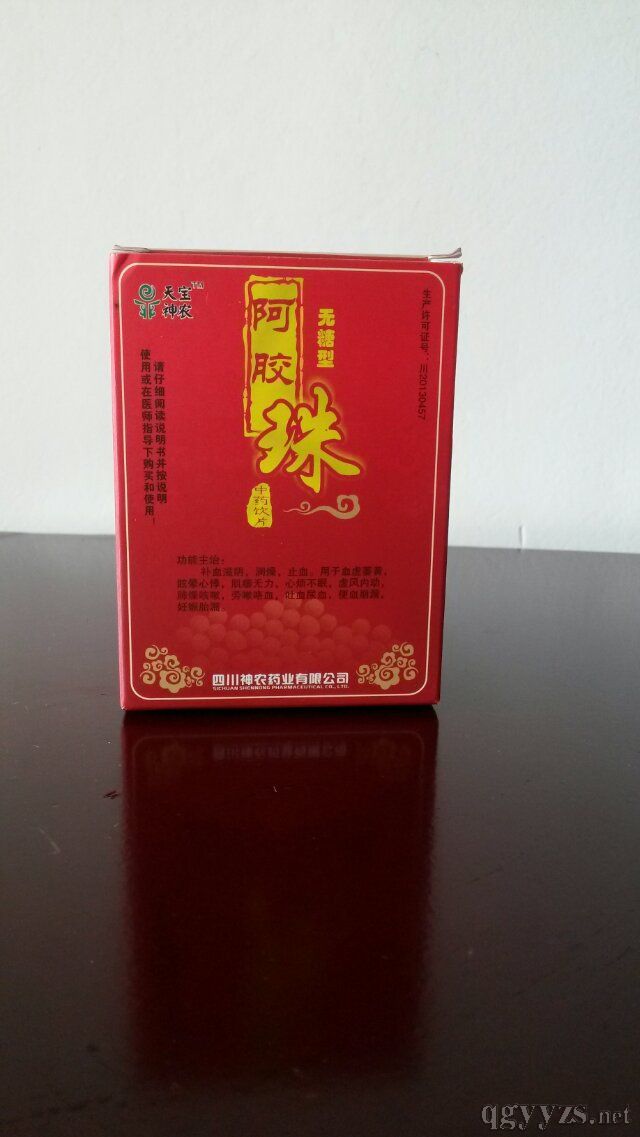 天宝
神农
TM
阿胶
珠
无糖型
中药饮片
生产许可证号：川20130457
请仔细阅读说明书并按说明
使用或在医师指导下购买和使用！
功能主治：
补血滋阴，润燥，止血。用于血虚萎黄，
眩晕心悸，肌痿无力，心烦不眠，虚风内动，
肺燥咳嗽，劳嗽咯血，吐血尿血，便血崩漏，
妊娠胎漏。
四川神农药业有限公司
SICHUAN SHENNONG PHARMACEUTICAL CO., LTD.
qgyyzs.net